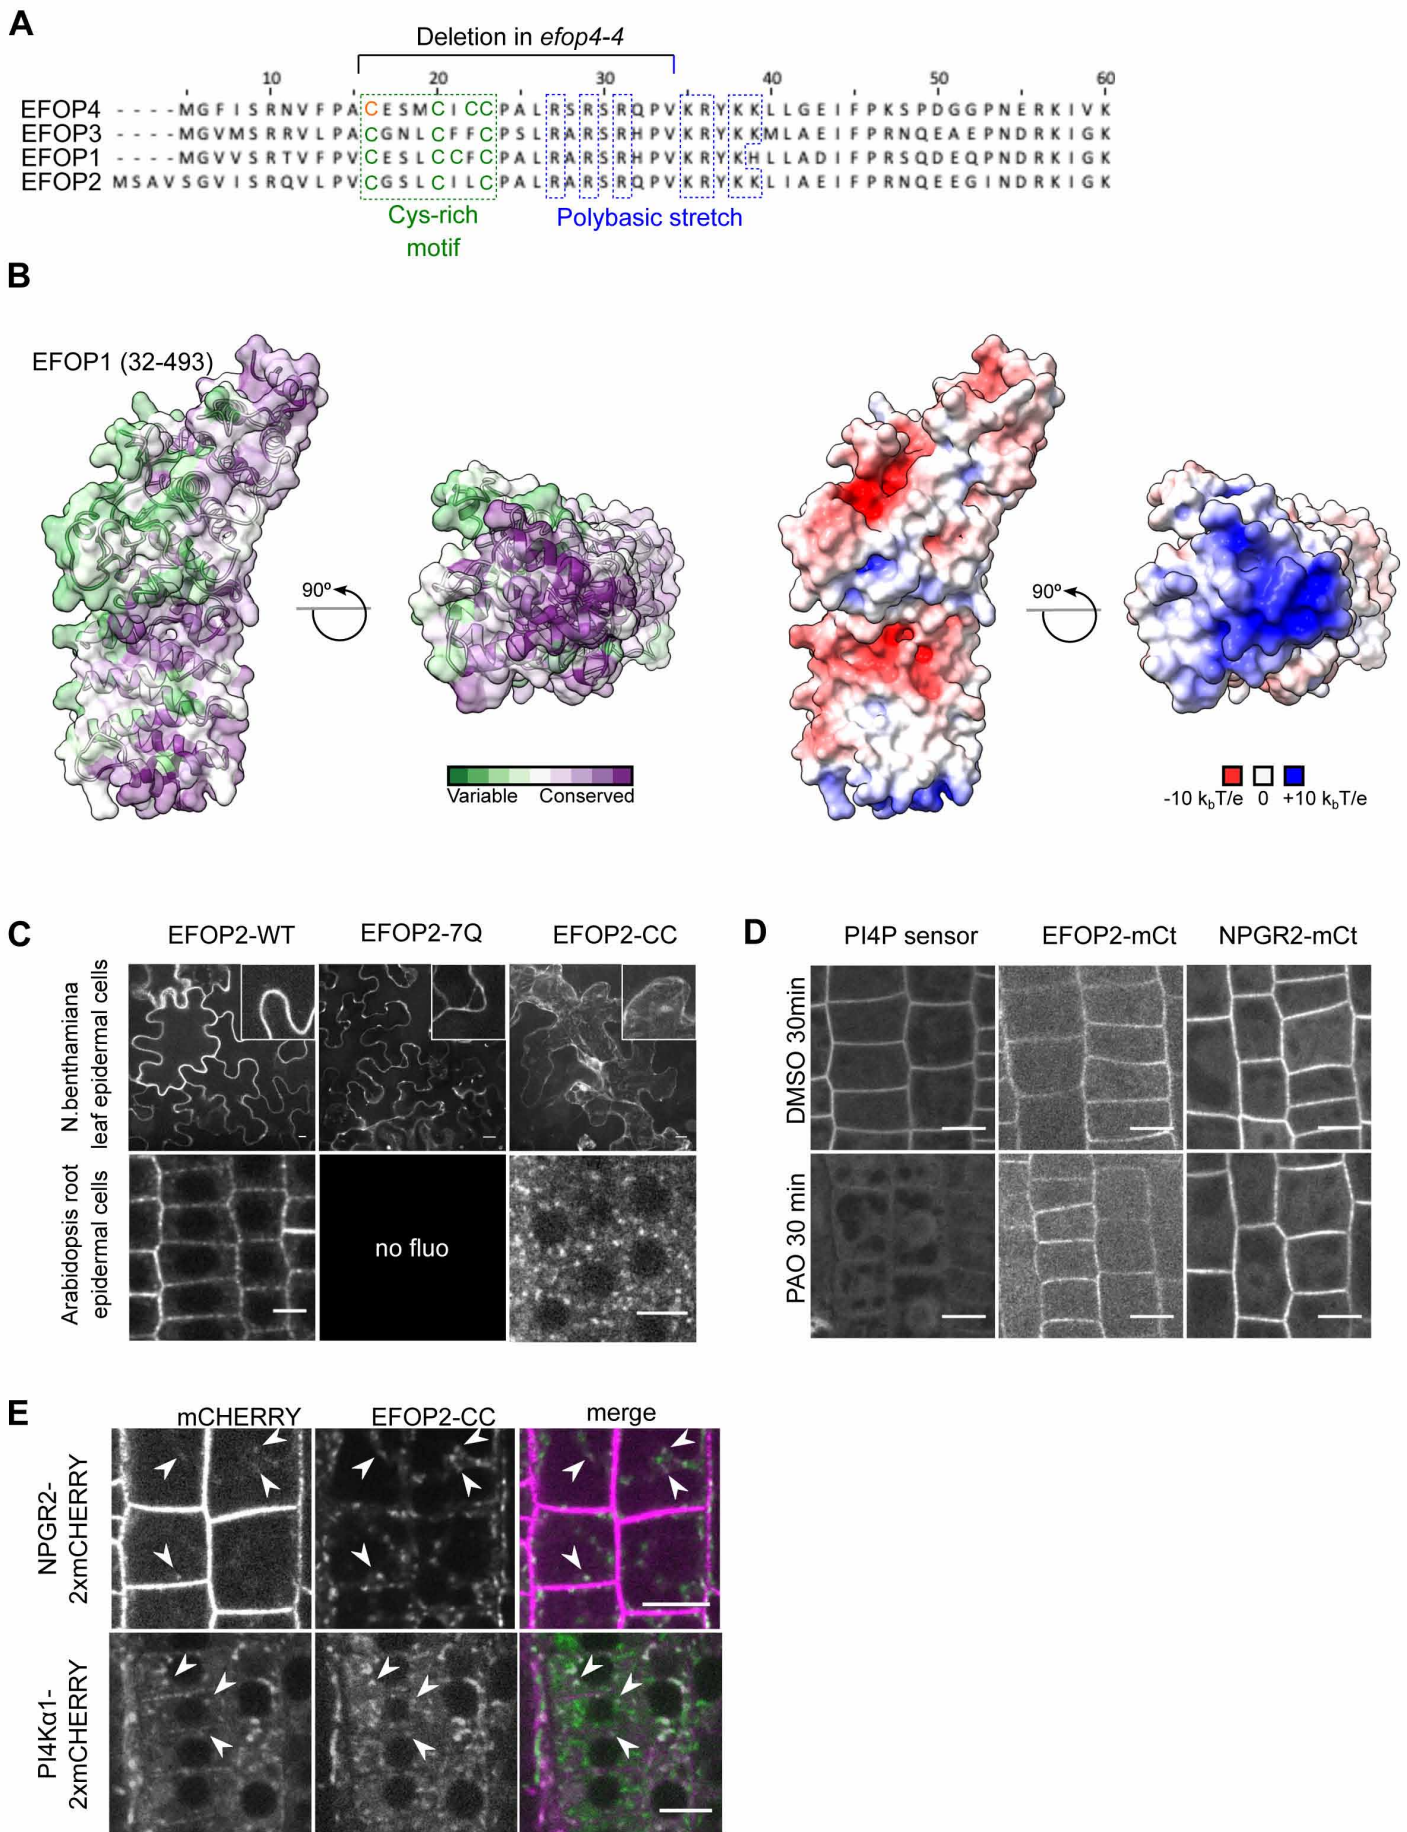 A
Deletion in efop4-4
10 20 30 40 50 60
EFOP4 - - - - M G F I S R N V F P A C E S M C I C C P A L R S R S R Q P V K R Y K K L L G E I F P K S P D G G P N E R K I V K
EFOP3 - - - - M G V M S R R V L P A C G N L C F F C P S L R A R S R H P V K R Y K K M L A E I F P R N Q E A E P N D R K I G K
EFOP1 - - - - M G V V S R T V F P V C E S L C C F C P A L R A R S R H P V K R Y K H L L A D I F P R S Q D E Q P N D R K I G K
EFOP2 M S A V S G V I S R Q V L P V C G S L C I L C P A L R A R S R Q P V K R Y K K L I A E I F P R N Q E E G I N D R K I G K
Cys-rich
motif
Polybasic stretch
B
EFOP1 (32-493)
90º
90º
Variable Conserved
-10 kbT/e 0 +10 kbT/e
C
EFOP2-WT EFOP2-7Q EFOP2-CC
N.benthamiana
leaf epidermal cells
Arabidopsis root
epidermal cells
no fluo
D
PI4P sensor EFOP2-mCt NPGR2-mCt
DMSO 30min
PAO 30 min
E
mCHERRY EFOP2-CC merge
NPGR2-
2xmCHERRY
PI4Kα1-
2xmCHERRY